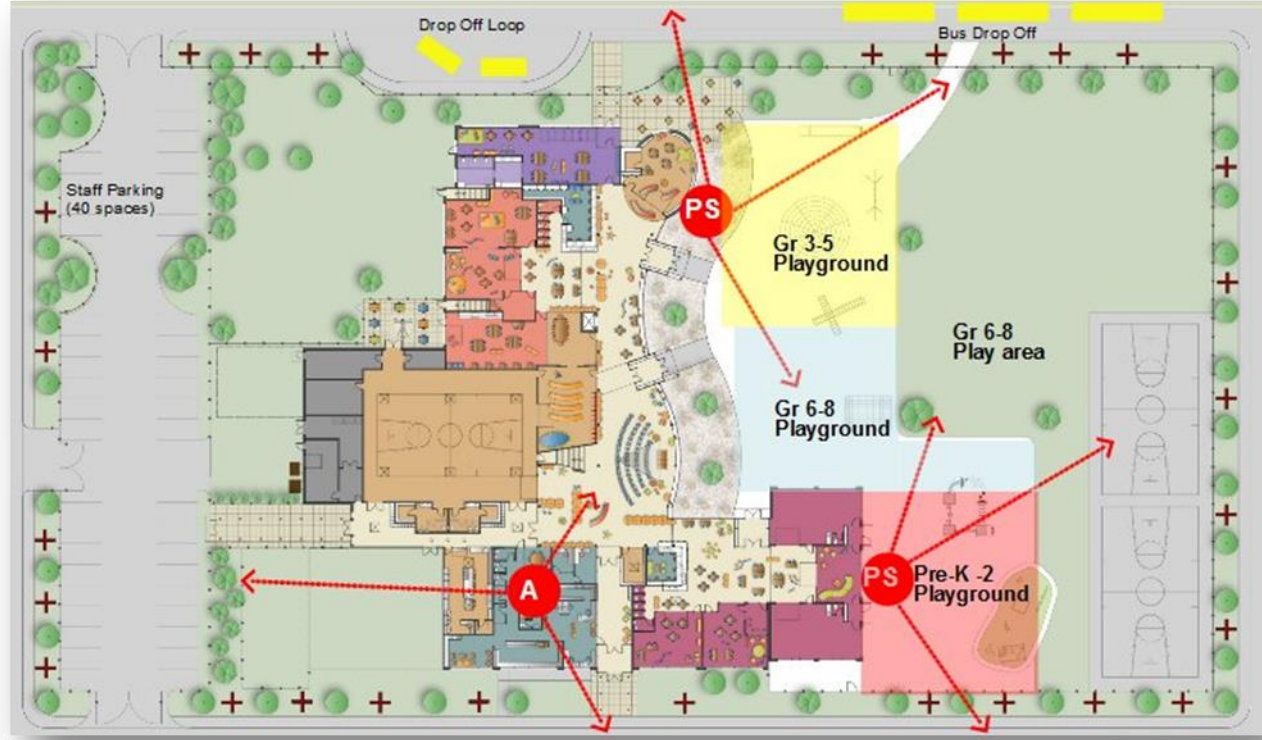 Drop Off Loop
Bus Drop Off
Staff Parking
(40 spaces)
PS
Gr 3-5
Playground
Gr 6-8
Play area
Gr 6-8
Playground
A
PS
Pre-K -2
Playground